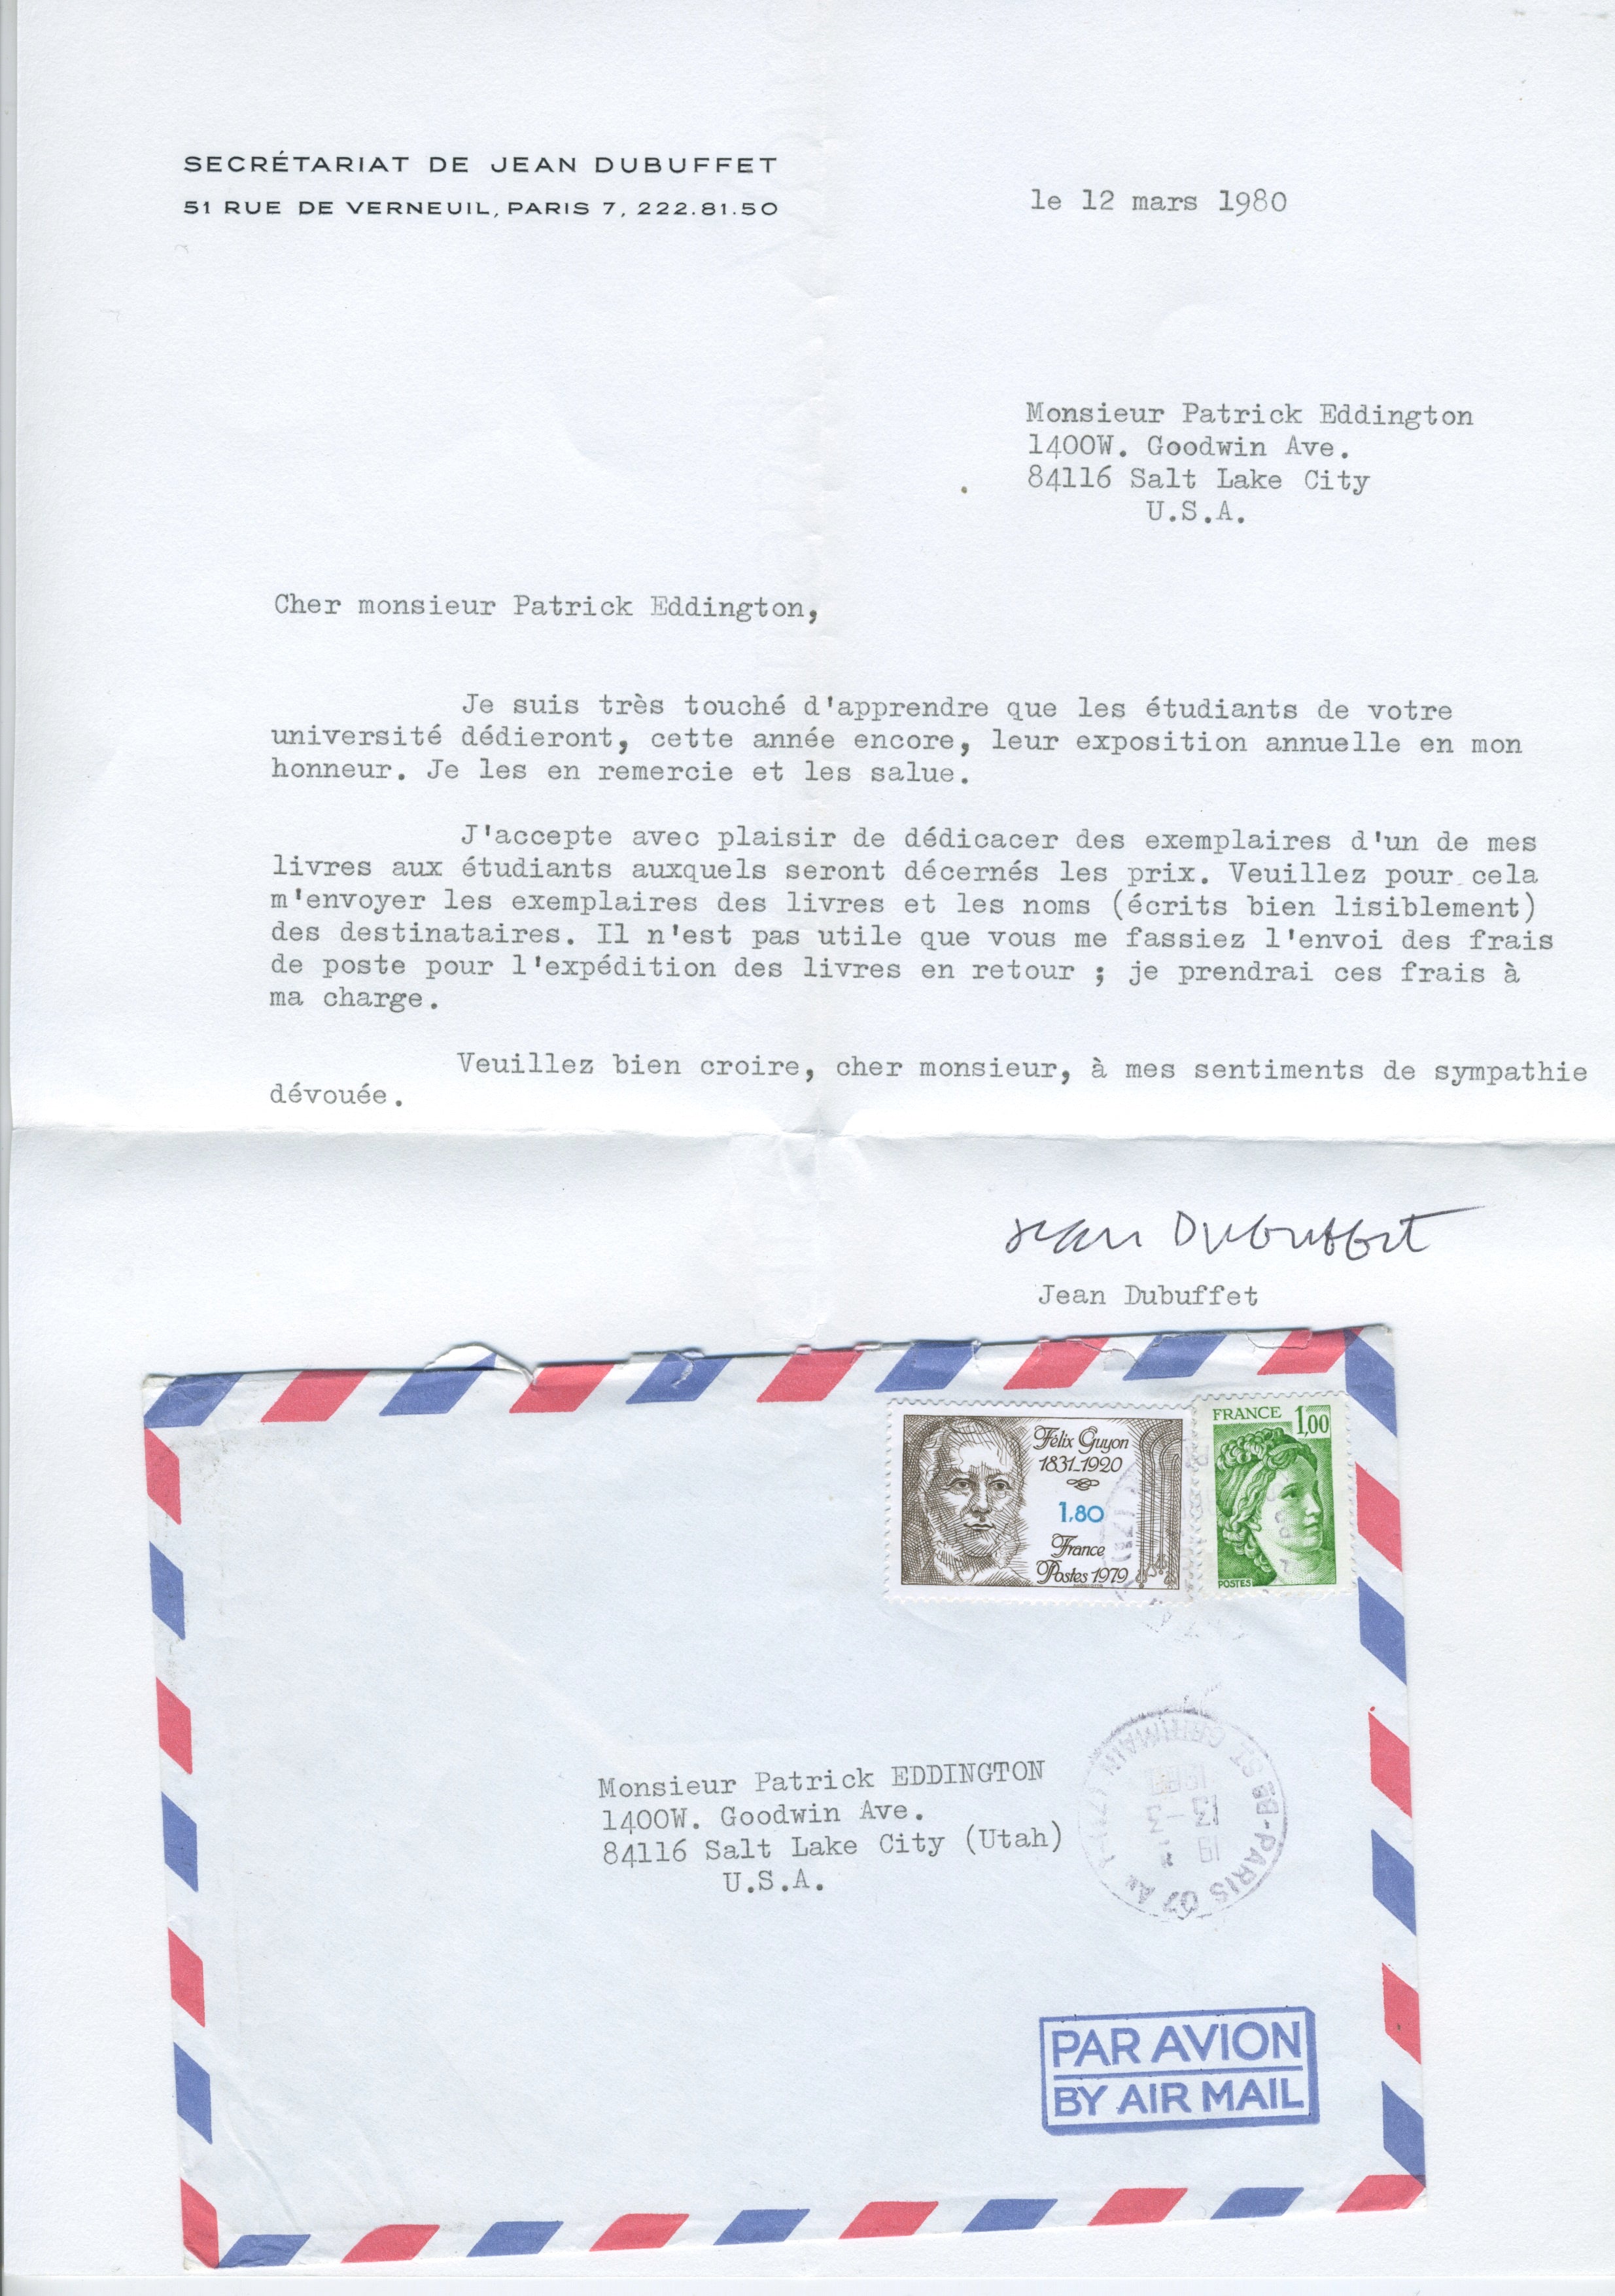 SECRÉTARIAT DE JEAN DUBUFFET
51 RUE DE VERNEUIL, PARIS 7, 222.81.50
le 12 mars 1980
Monsieur Patrick Eddington
1400W. Goodwin Ave.
84116 Salt Lake City
U.S.A.
Cher monsieur Patrick Eddington,
Je suis très touché d'apprendre que les étudiants de votre
université dédieront, cette année encore, leur exposition annuelle en mon
honneur. Je les en remercie et les salue.
J'accepte avec plaisir de dédicacer des exemplaires d'un de mes
livres aux étudiants auxquels seront décernés les prix. Veuillez pour cela
m'envoyer les exemplaires des livres et les noms (écrits bien lisiblement)
des destinataires. Il n'est pas utile que vous me fassiez l'envoi des frais
de poste pour l'expédition des livres en retour ; je prendrai ces frais à
ma charge.
Veuillez bien croire, cher monsieur, à mes sentiments de sympathie
dévouée.
Jean Dubuffet
Jean Dubuffet
Félix Guyon
1831-1920
1,80
France
Postes 1979
FRANCE 1,00
POSTES
Monsieur Patrick EDDINGTON
1400W. Goodwin Ave.
84116 Salt Lake City (Utah)
U.S.A.
PARIS 07
13-3
1980
PAR AVION
BY AIR MAIL